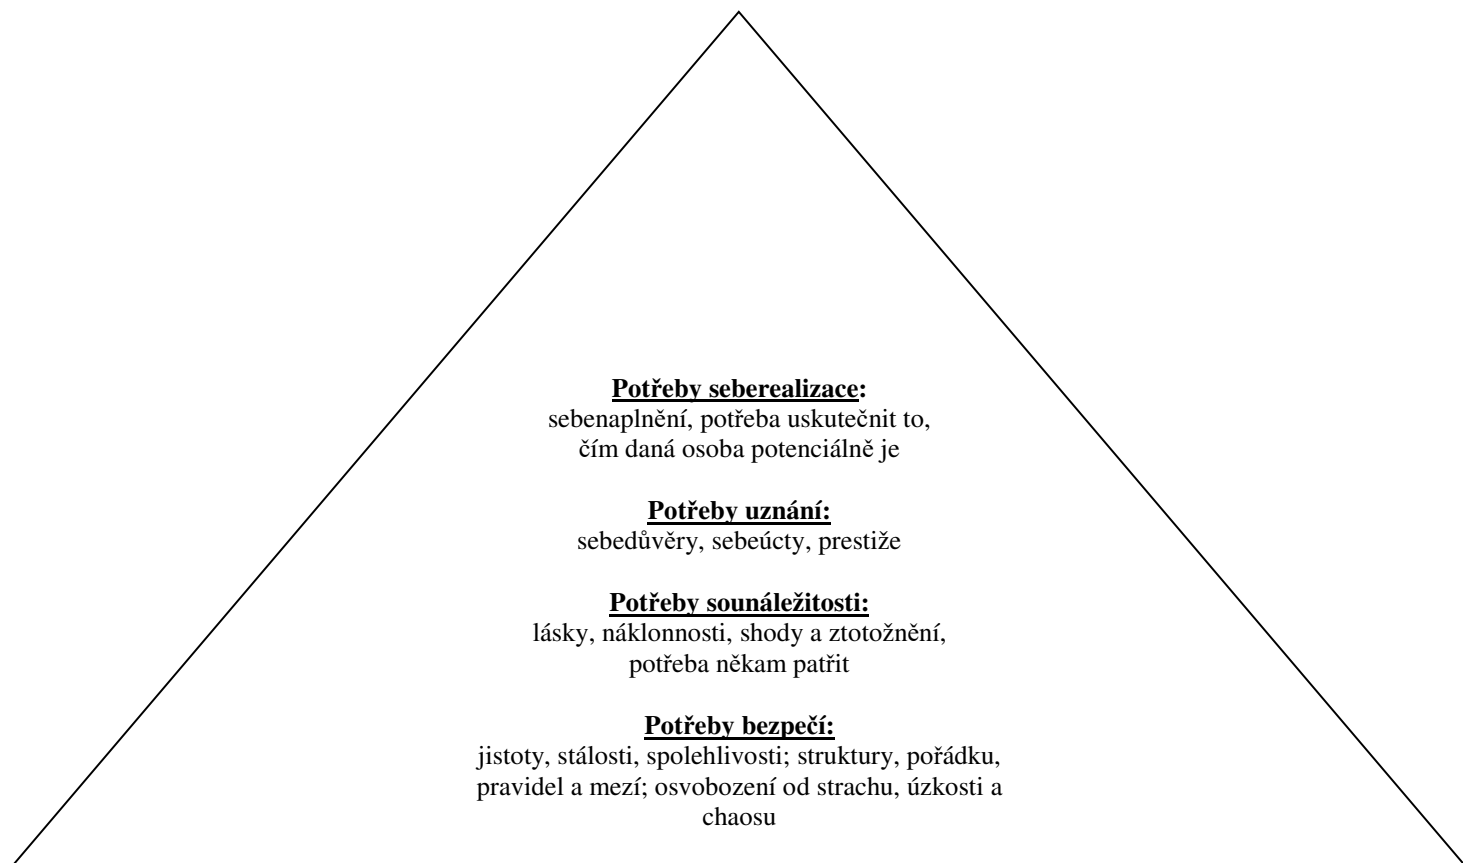 Potřeby seberealizace:
sebenaplnění, potřeba uskutečnit to,
čím daná osoba potenciálně je
Potřeby uznání:
sebedůvěry, sebeúcty, prestiže
Potřeby sounáležitosti:
lásky, náklonnosti, shody a ztotožnění,
potřeba někam patřit
Potřeby bezpečí:
jistoty, stálosti, spolehlivosti; struktury, pořádku,
pravidel a mezí; osvobození od strachu, úzkosti a
chaosu